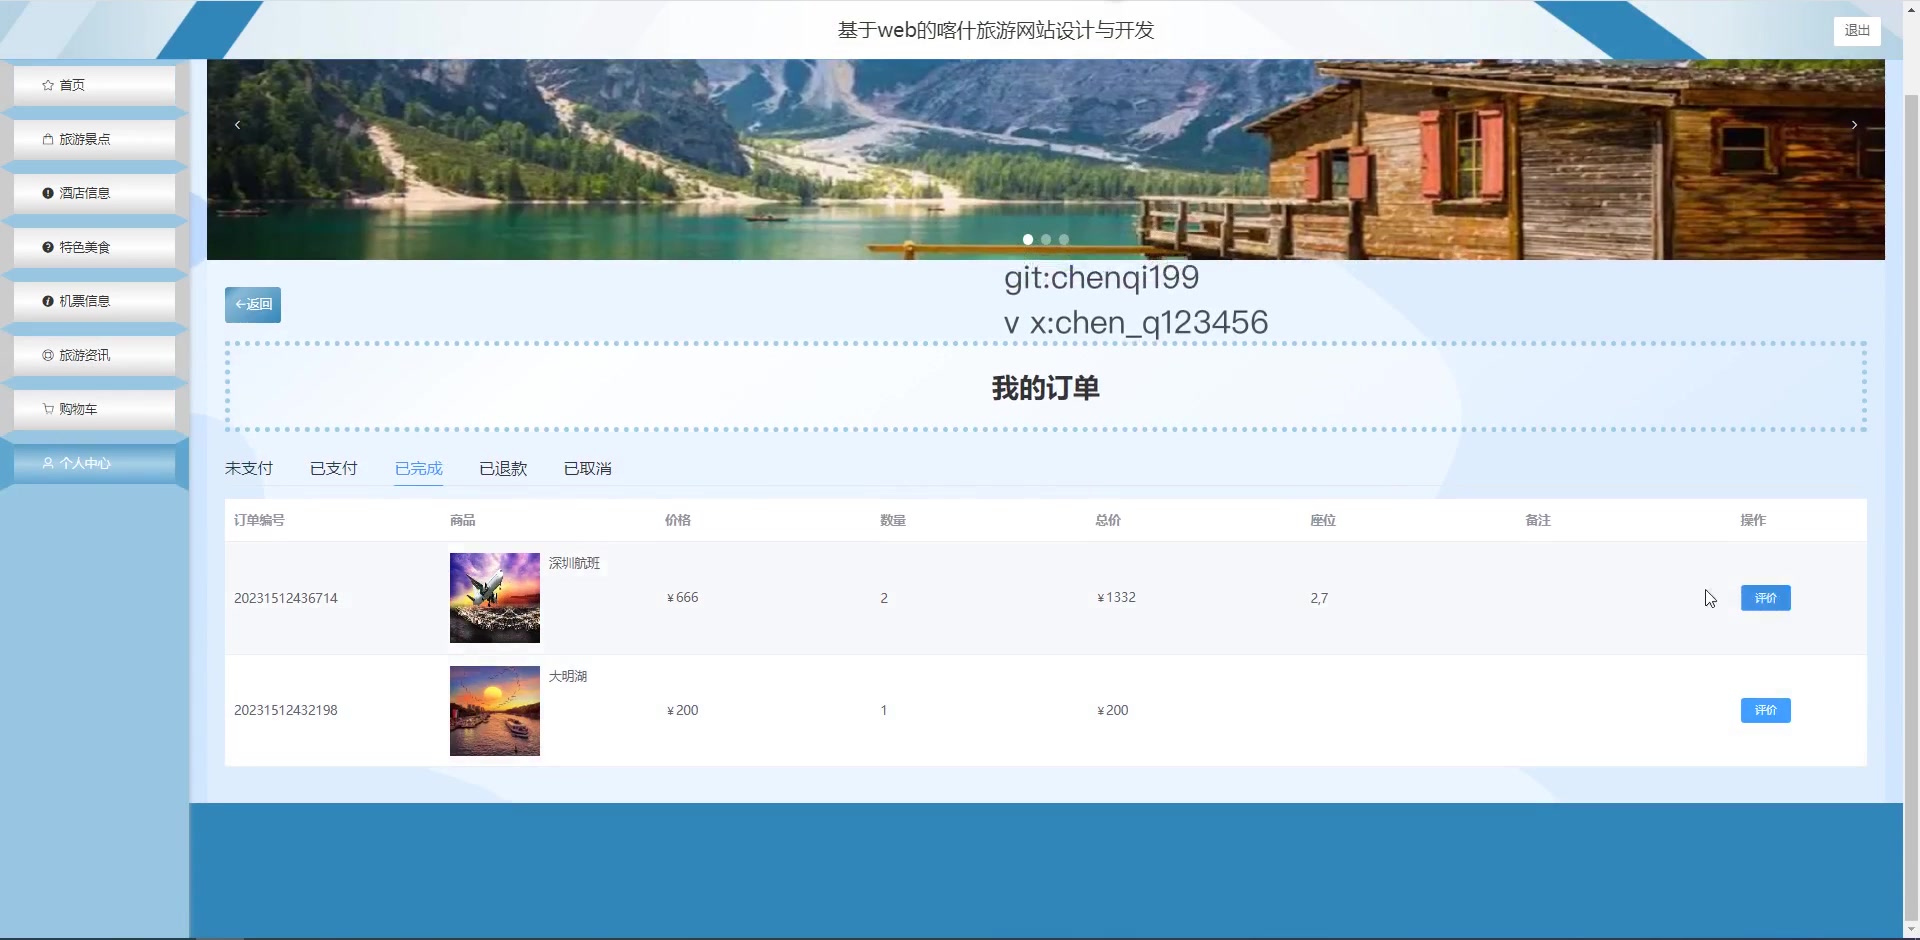 基于web的喀什旅游网站设计与开发
退出
首页
旅游景点
酒店信息
特色美食
机票信息
旅游资讯
购物车
个人中心
git:chenqi199
v x:chen_q123456
←返回
我的订单
未支付 已支付 已完成 已退款 已取消
订单编号 商品 价格 数量 总价 座位 备注 操作
20231512436714 深圳航班 ¥666 2 ¥1332 2,7 评价
20231512432198 大明湖 ¥200 1 ¥200 评价